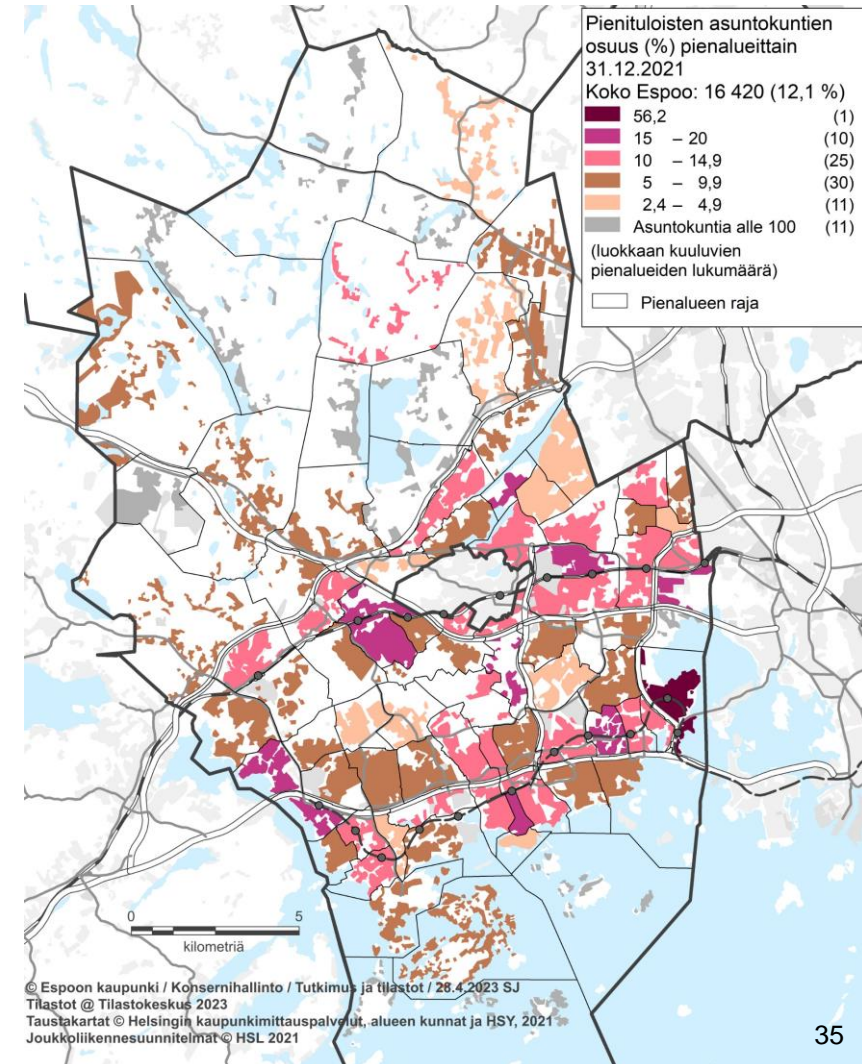 Pienituloisten asuntokuntien
osuus (%) pienalueittain
31.12.2021
Koko Espoo: 16 420 (12,1 %)
56,2 (1)
15 – 20 (10)
10 – 14,9 (25)
5 – 9,9 (30)
2,4 – 4,9 (11)
Asuntokuntia alle 100 (11)
(luokkaan kuuluvien
pienalueiden lukumäärä)
Pienalueen raja
0 5
kilometriä
© Espoon kaupunki / Konsernihallinto / Tutkimus ja tilastot / 28.4.2023 SJ
Tilastot @ Tilastokeskus 2023
Taustakartat © Helsingin kaupunkimittauspalvelut, alueen kunnat ja HSY, 2021
Joukkoliikennesuunnitelmat © HSL 2021
35